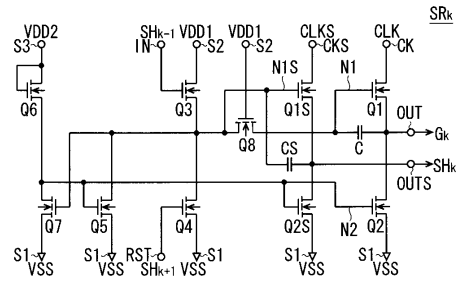 SRk
VDD2 SHk-1 VDD1 VDD1 CLKS CLK
S3 IN S2 S2 CKS CK
N1S N1
Q6 Q3 Q8 Q1S Q1 OUT
CS C Gk
SHk
OUTS
Q7 Q5 Q4 Q2S N2 Q2
S1 S1 RST S1 S1 S1
VSS VSS SHk+1 VSS VSS VSS